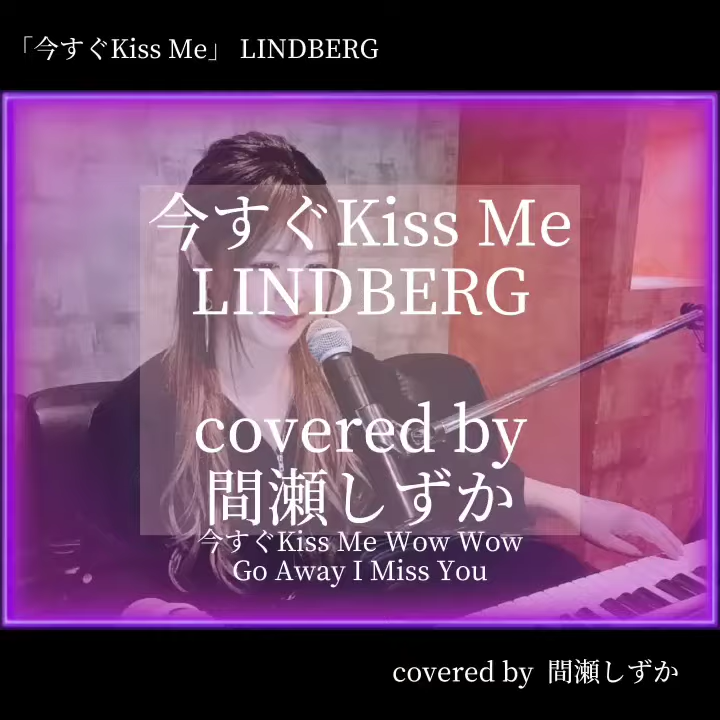 「今すぐKiss Me」 LINDBERG
今すぐKiss Me
LINDBERG
covered by
間瀬しずか
今すぐKiss Me Wow Wow
Go Away I Miss You
covered by 間瀬しずか